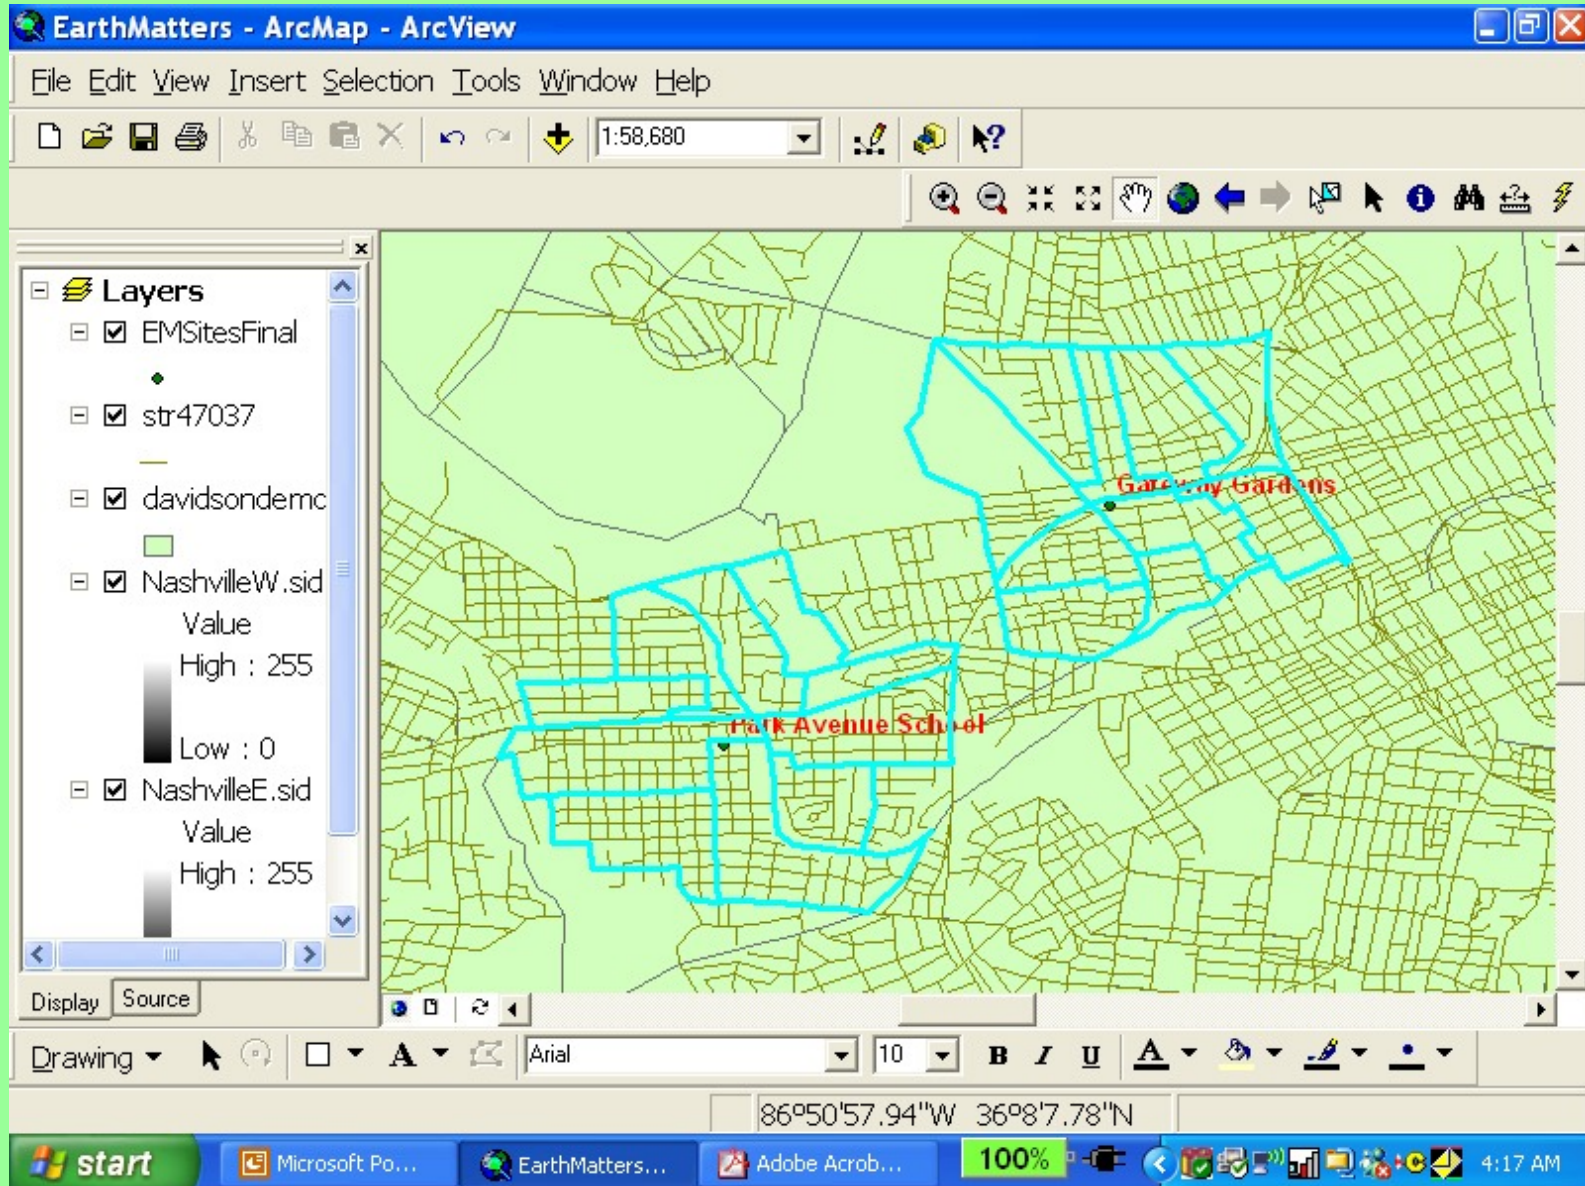 EarthMatters - ArcMap - ArcView
File Edit View Insert Selection Tools Window Help
1:58,680
Layers
EMSitesFinal
str47037
davidsondemo
NashvilleW.sid
Value
High : 255
Low : 0
NashvilleE.sid
Value
High : 255
Display Source
Gateway Gardens
Park Avenue School
Drawing A Arial 10 B I U A
86°50'57.94"W 36°8'7.78"N
start Microsoft Po... EarthMatters... Adobe Acrob... 100% 4:17 AM